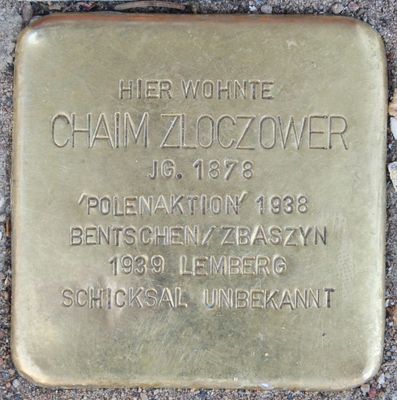 HIER WOHNTE
CHAIM ZLOCZOWER
JG. 1878
'POLENAKTION' 1938
BENTSCHEN/ZBASZYN
1939 LEMBERG
SCHICKSAL UNBEKANNT